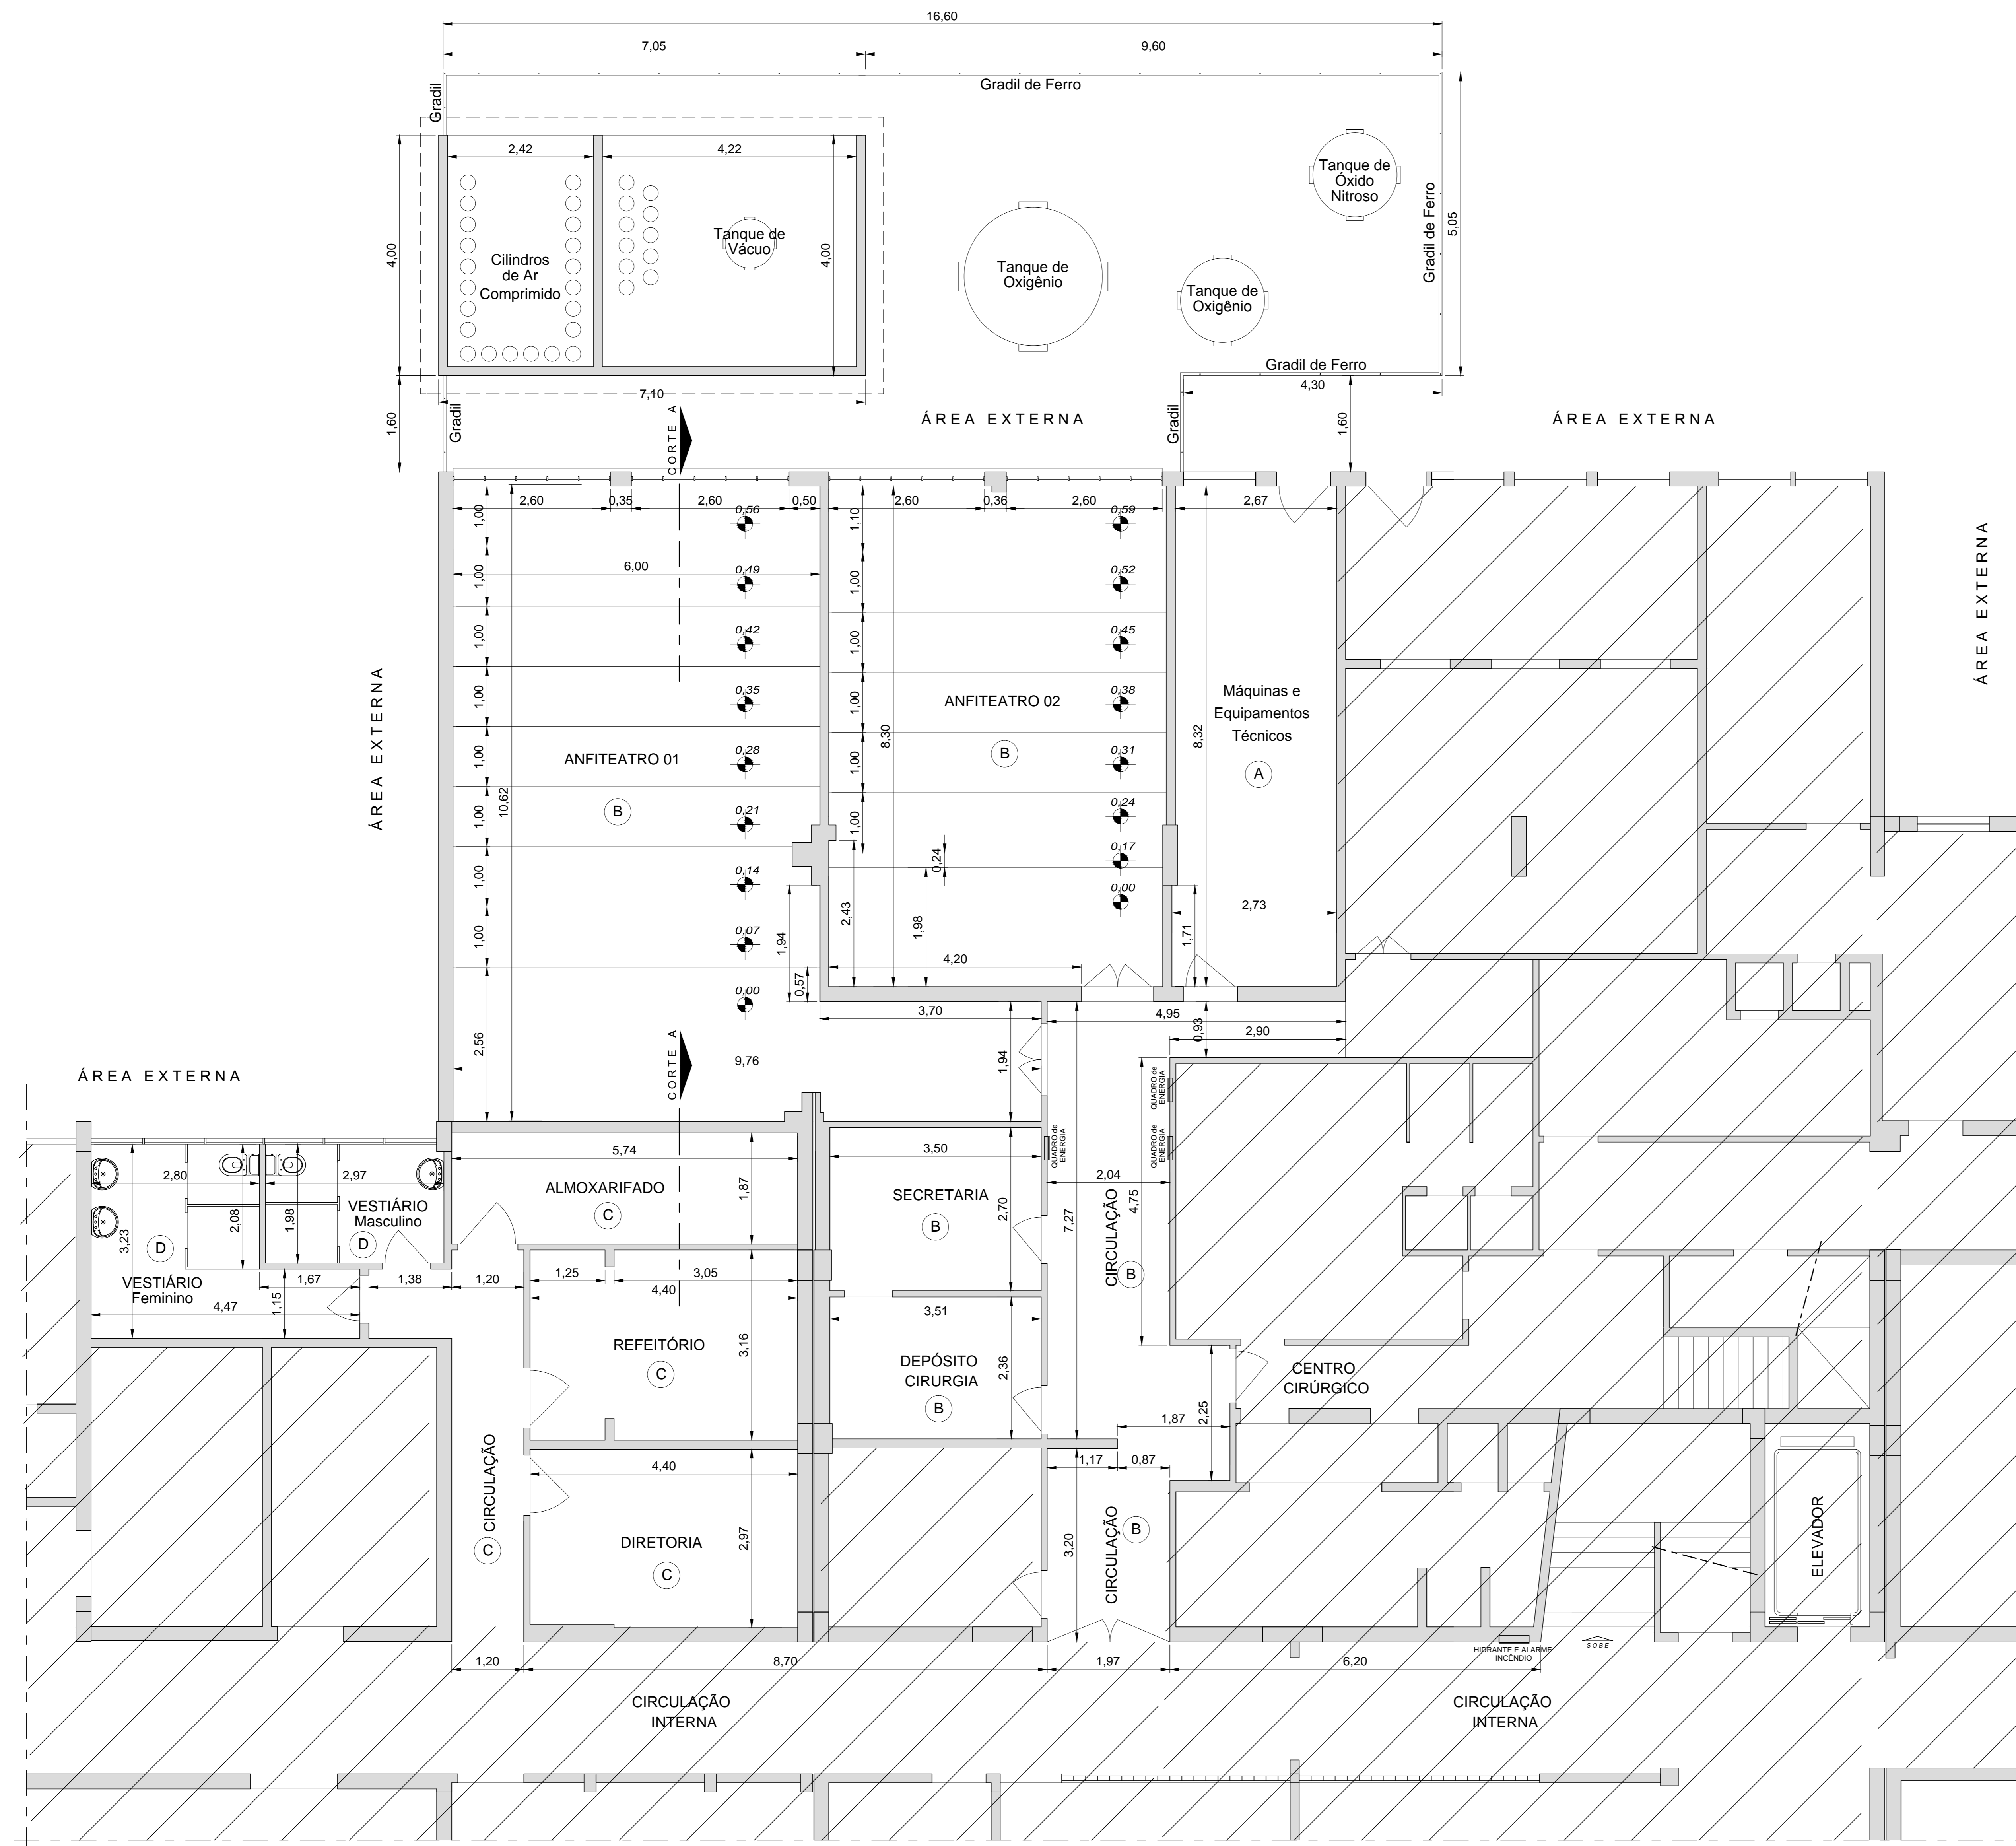 16,60
7,05
9,60
Gradil de Ferro
Gradil
2,42
4,22
4,00
4,00
Cilindros
de Ar
Comprimido
Tanque de
Vácuo
Tanque de
Oxigênio
Tanque de
Oxigênio
Tanque de
Óxido
Nitroso
Gradil de Ferro
5,05
Gradil de Ferro
4,30
7,10
1,60
Gradil
CORTE A
ÁREA EXTERNA
Gradil
1,60
ÁREA EXTERNA
2,60
0,35
2,60
0,50
2,60
0,36
2,60
2,67
1,00
1,00
1,00
1,00
1,00
1,00
1,00
1,00
2,56
10,62
6,00
0,56
0,49
0,42
0,35
0,28
0,21
0,14
0,07
0,00
ANFITEATRO 01
B
ÁREA EXTERNA
1,10
1,00
1,00
1,00
1,00
1,00
8,30
0,24
2,43
1,98
1,94
0,57
4,20
0,59
0,52
0,45
0,38
0,31
0,24
0,17
0,00
ANFITEATRO 02
B
Máquinas e
Equipamentos
Técnicos
A
8,32
2,73
1,71
ÁREA EXTERNA
3,70
4,95
0,93
2,90
9,76
1,94
CORTE A
ÁREA EXTERNA
QUADRO de
ENERGIA
QUADRO de
ENERGIA
QUADRO de
ENERGIA
2,80
2,97
3,23
2,08
1,98
VESTIÁRIO
Masculino
D
D
VESTIÁRIO
Feminino
1,67
1,38
1,20
4,47
1,15
5,74
ALMOXARIFADO
C
1,87
3,50
SECRETARIA
B
2,70
2,04
7,27
4,75
CIRCULAÇÃO
B
1,25
3,05
4,40
REFEITÓRIO
C
3,16
3,51
DEPÓSITO
CIRURGIA
B
2,36
CENTRO
CIRÚRGICO
1,87
2,25
1,17
0,87
CIRCULAÇÃO
C
4,40
DIRETORIA
C
2,97
3,20
CIRCULAÇÃO
B
ELEVADOR
HIDRANTE E ALARME
INCÊNDIO
SOBE
1,20
8,70
1,97
6,20
CIRCULAÇÃO
INTERNA
CIRCULAÇÃO
INTERNA